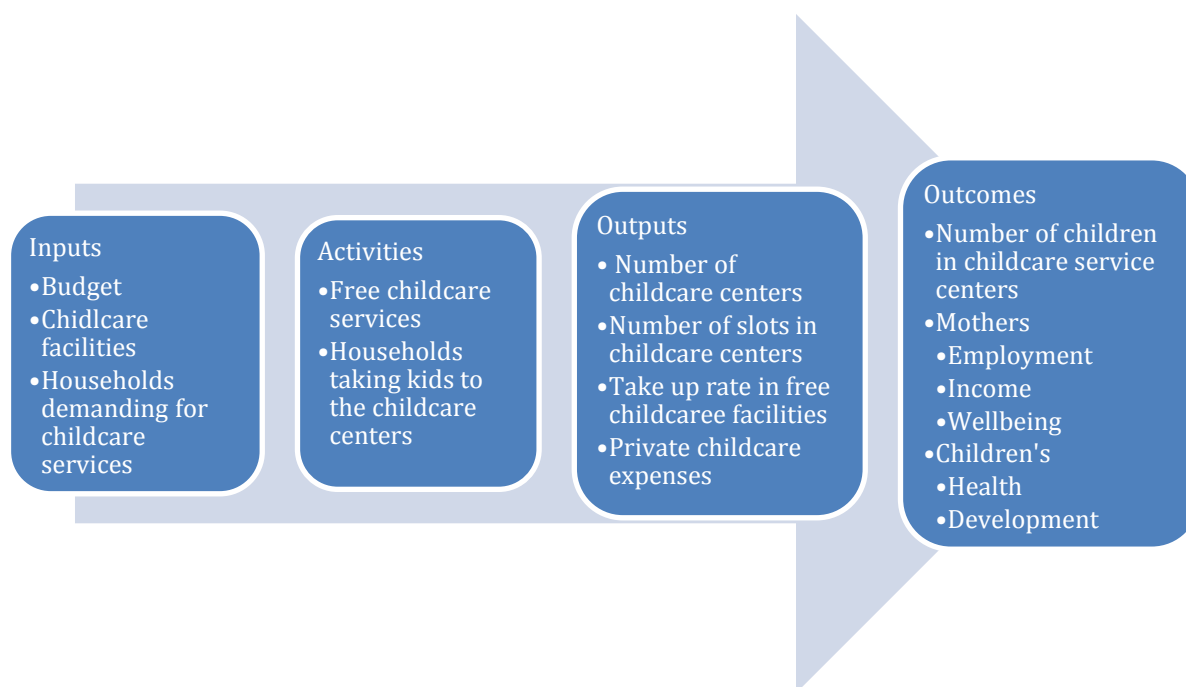 Inputs
•Budget
•Chidlcare
facilities
•Households
demanding for
childcare
services
Activities
•Free childcare
services
•Households
taking kids to
the childcare
centers
Outputs
• Number of
childcare centers
•Number of slots in
childcare centers
•Take up rate in free
childcaree facilities
•Private childcare
expenses
Outcomes
•Number of children
in childcare service
centers
•Mothers
•Employment
•Income
•Wellbeing
•Children's
•Health
•Development